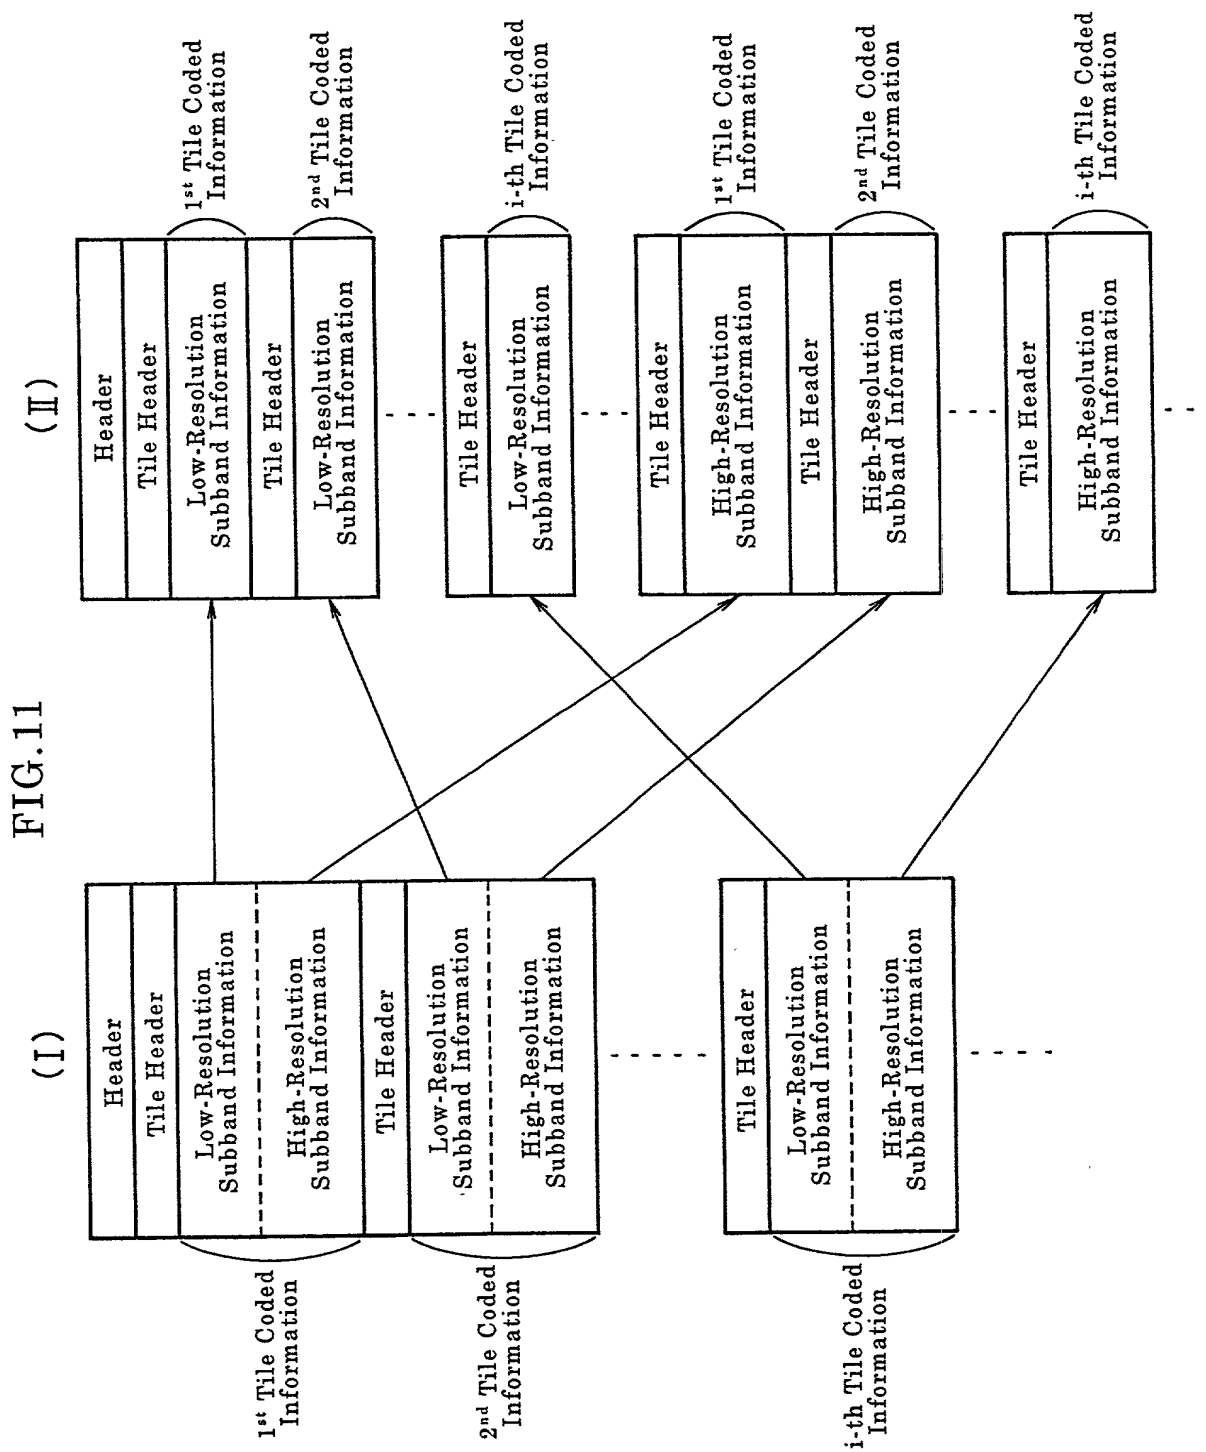 FIG.11
(I)
Header
Tile Header
Low-Resolution
Subband Information
High-Resolution
Subband Information
Tile Header
Low-Resolution
Subband Information
High-Resolution
Subband Information
Tile Header
Low-Resolution
Subband Information
High-Resolution
Subband Information
1st Tile Coded
Information
2nd Tile Coded
Information
i-th Tile Coded
Information
(II)
Header
Tile Header
Low-Resolution
Subband Information
Tile Header
Low-Resolution
Subband Information
Tile Header
Low-Resolution
Subband Information
Tile Header
High-Resolution
Subband Information
Tile Header
High-Resolution
Subband Information
Tile Header
High-Resolution
Subband Information
1st Tile Coded
Information
2nd Tile Coded
Information
i-th Tile Coded
Information
1st Tile Coded
Information
2nd Tile Coded
Information
i-th Tile Coded
Information